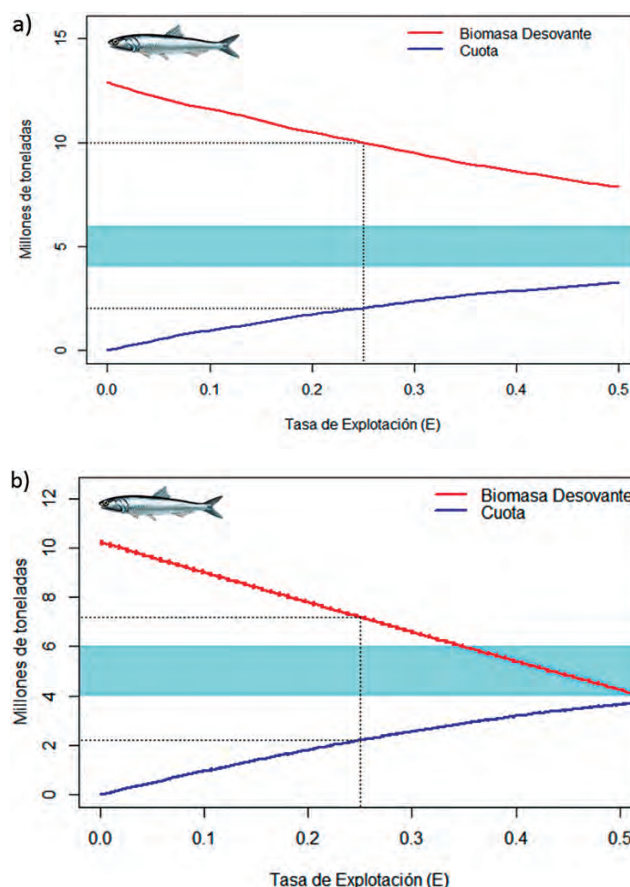 a)
Biomasa Desovante
Cuota
Millones de toneladas
15
10
5
0
0.0 0.1 0.2 0.3 0.4 0.5
Tasa de Explotación (E)
b)
Biomasa Desovante
Cuota
Millones de toneladas
12
10
8
6
4
2
0
0.0 0.1 0.2 0.3 0.4 0.5
Tasa de Explotación (E)